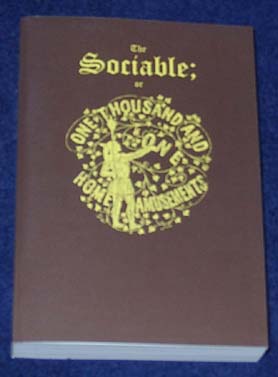 The
Sociable;
or
ONE THOUSAND AND
ONE
HOME AMUSEMENTS